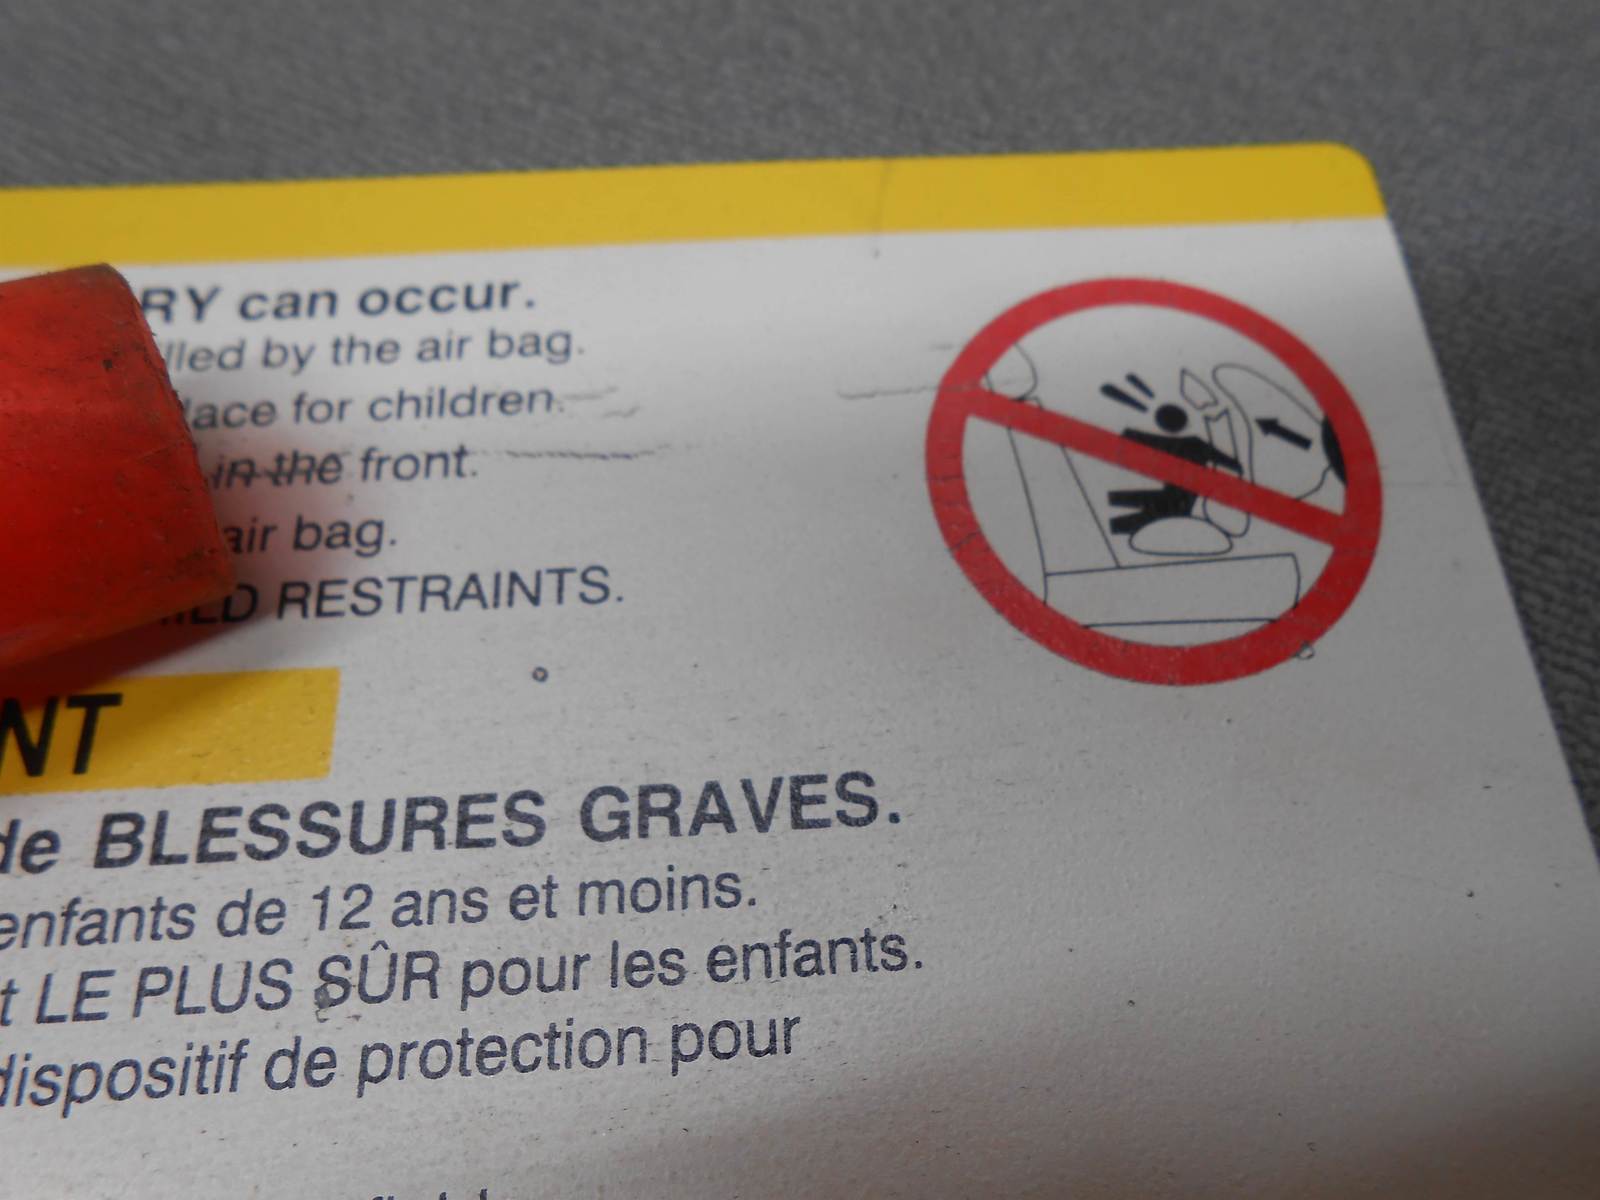 RY can occur.
lled by the air bag.
lace for children.
in the front.
air bag.
ILD RESTRAINTS.
NT
de BLESSURES GRAVES.
enfants de 12 ans et moins.
t LE PLUS SÛR pour les enfants.
dispositif de protection pour